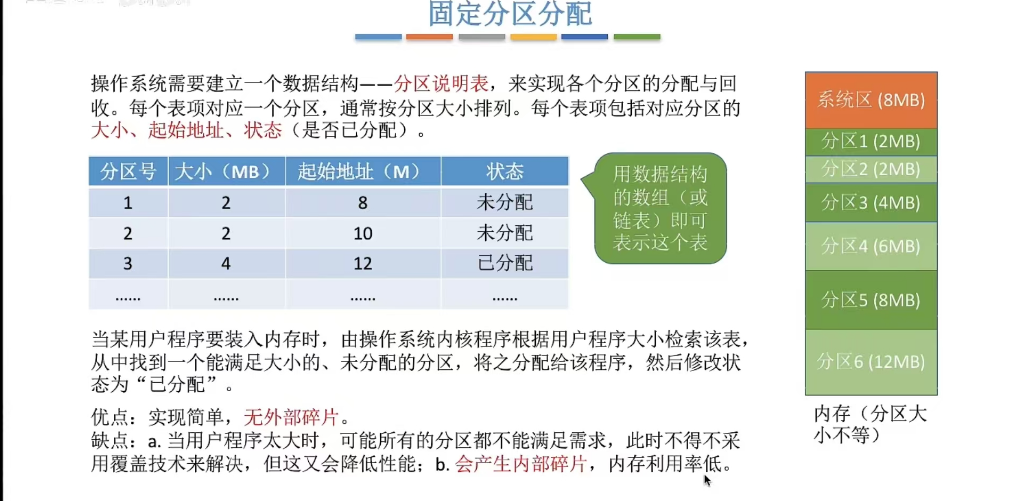 固定分区分配
操作系统需要建立一个数据结构——分区说明表，来实现各个分区的分配与回
收。每个表项对应一个分区，通常按分区大小排列。每个表项包括对应分区的
大小、起始地址、状态（是否已分配）。
分区号 大小（MB） 起始地址（M） 状态
1 2 8 未分配
2 2 10 未分配
3 4 12 已分配
...... ...... ...... ......
用数据结构
的数组（或
链表）即可
表示这个表
当某用户程序要装入内存时，由操作系统内核程序根据用户程序大小检索该表，
从中找到一个能满足大小的、未分配的分区，将之分配给该程序，然后修改状
态为“已分配”。
优点：实现简单，无外部碎片。
缺点：a. 当用户程序太大时，可能所有的分区都不能满足需求，此时不得不采
用覆盖技术来解决，但这又会降低性能；b. 会产生内部碎片，内存利用率低。
系统区 (8MB)
分区1 (2MB)
分区2 (2MB)
分区3 (4MB)
分区4 (6MB)
分区5 (8MB)
分区6 (12MB)
内存（分区大
小不等）